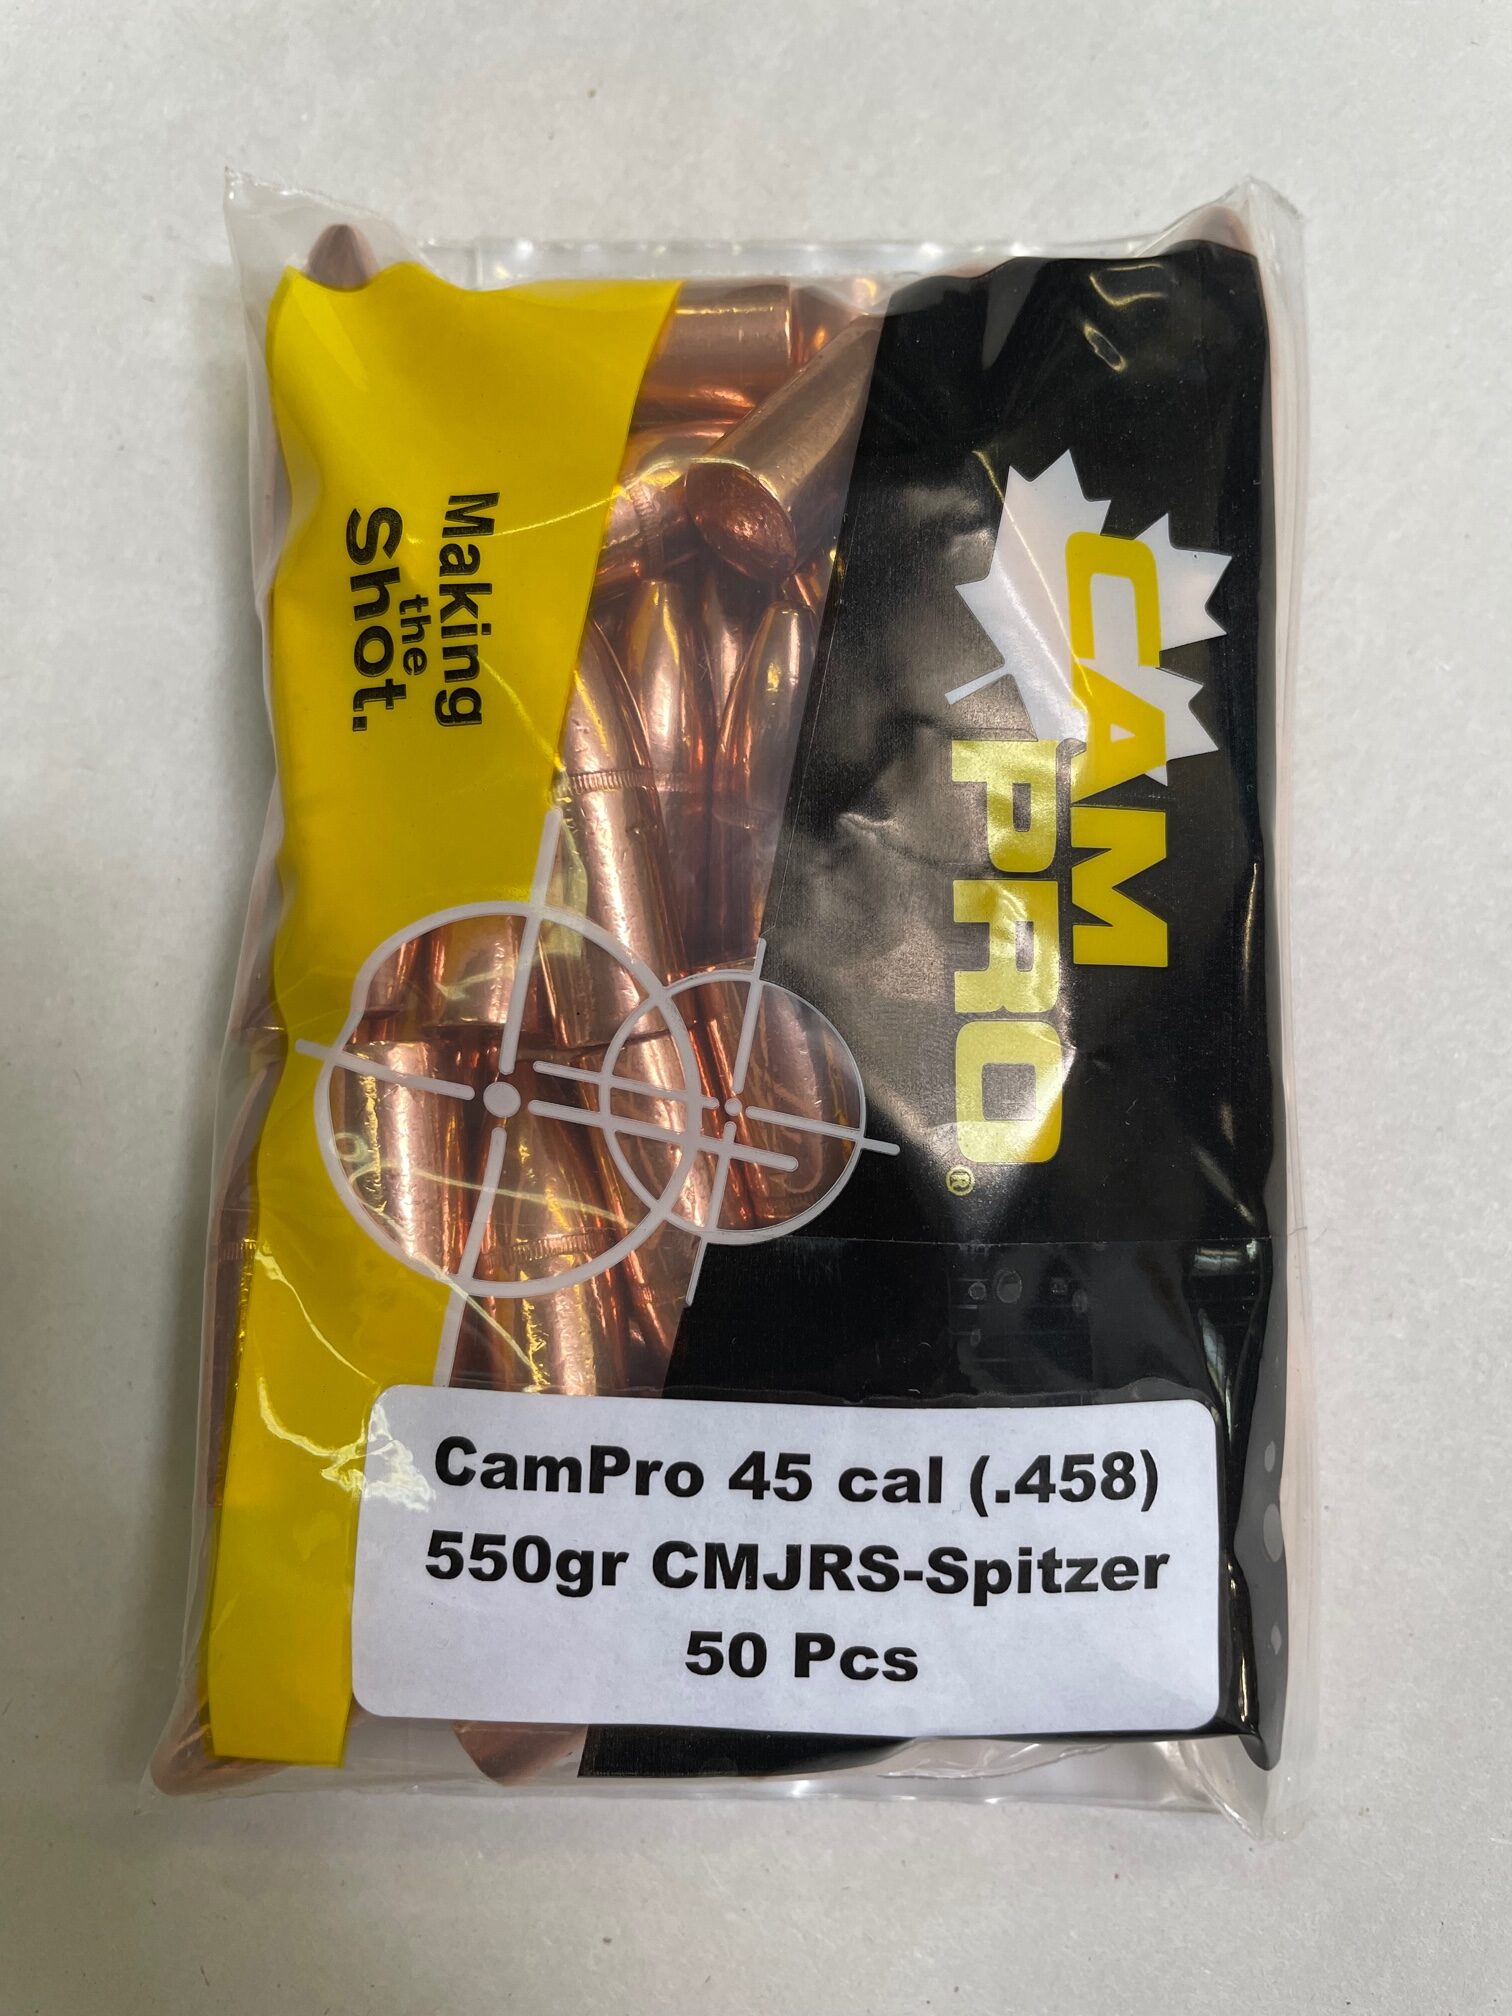 CAM
PRO®
Making
the
Shot.
CamPro 45 cal (.458)
550gr CMJRS-Spitzer
50 Pcs